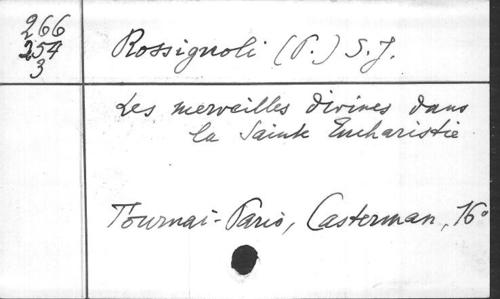 266
254
3
Rossignoli (P.) S.J.
Les merveilles divines dans
la Sainte Eucharistie
Tournai-Paris, Casterman, 16°